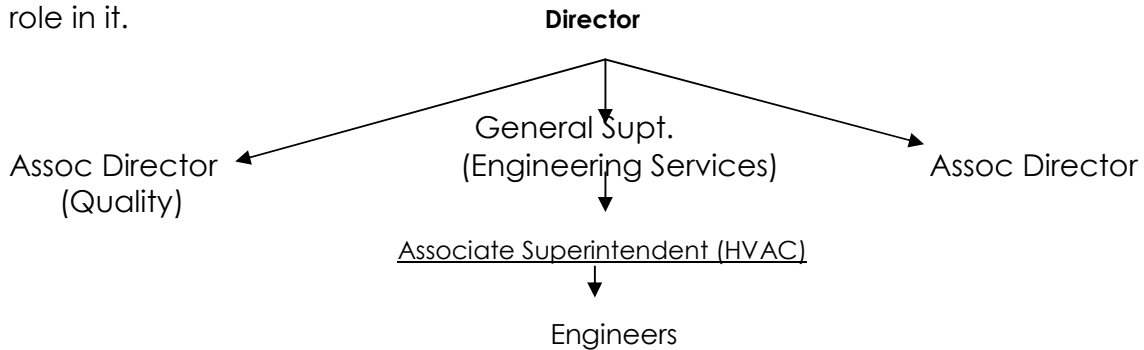 role in it.
Director
General Supt.
Assoc Director (Engineering Services) Assoc Director
(Quality)
Associate Superintendent (HVAC)
Engineers